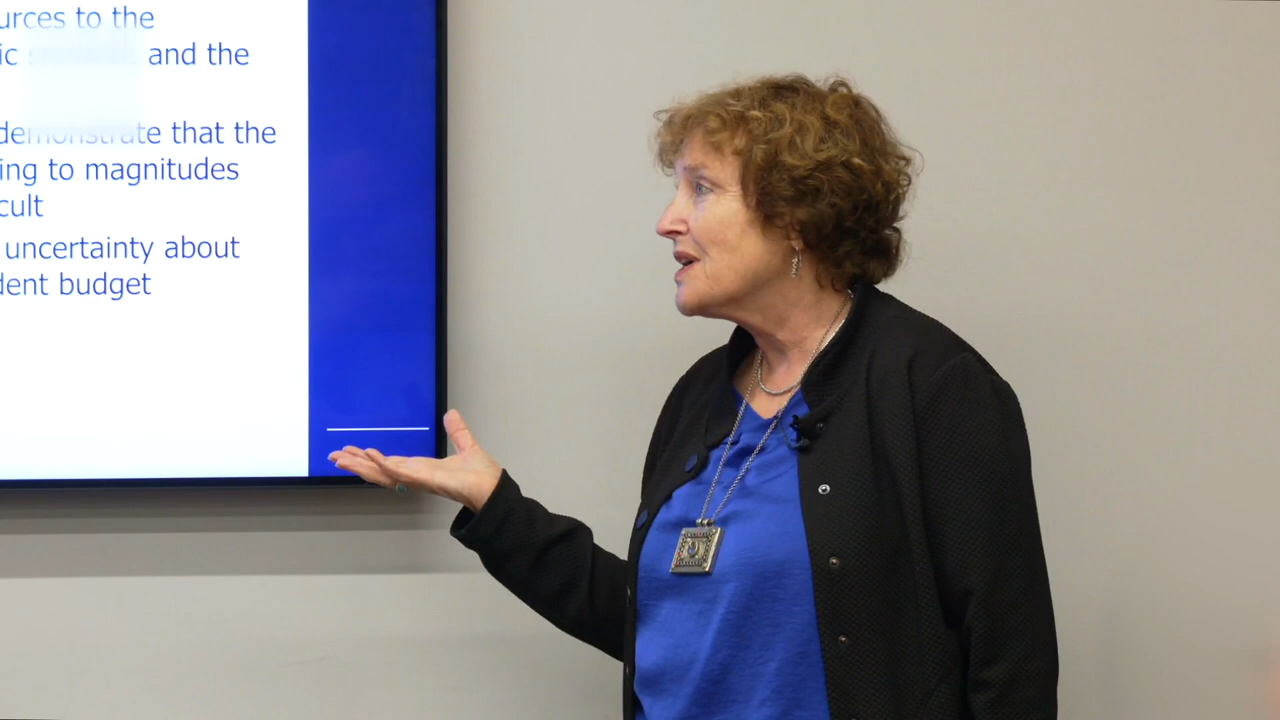 urces to the
ic and the
demonstrate that the
ing to magnitudes
cult
uncertainty about
dent budget